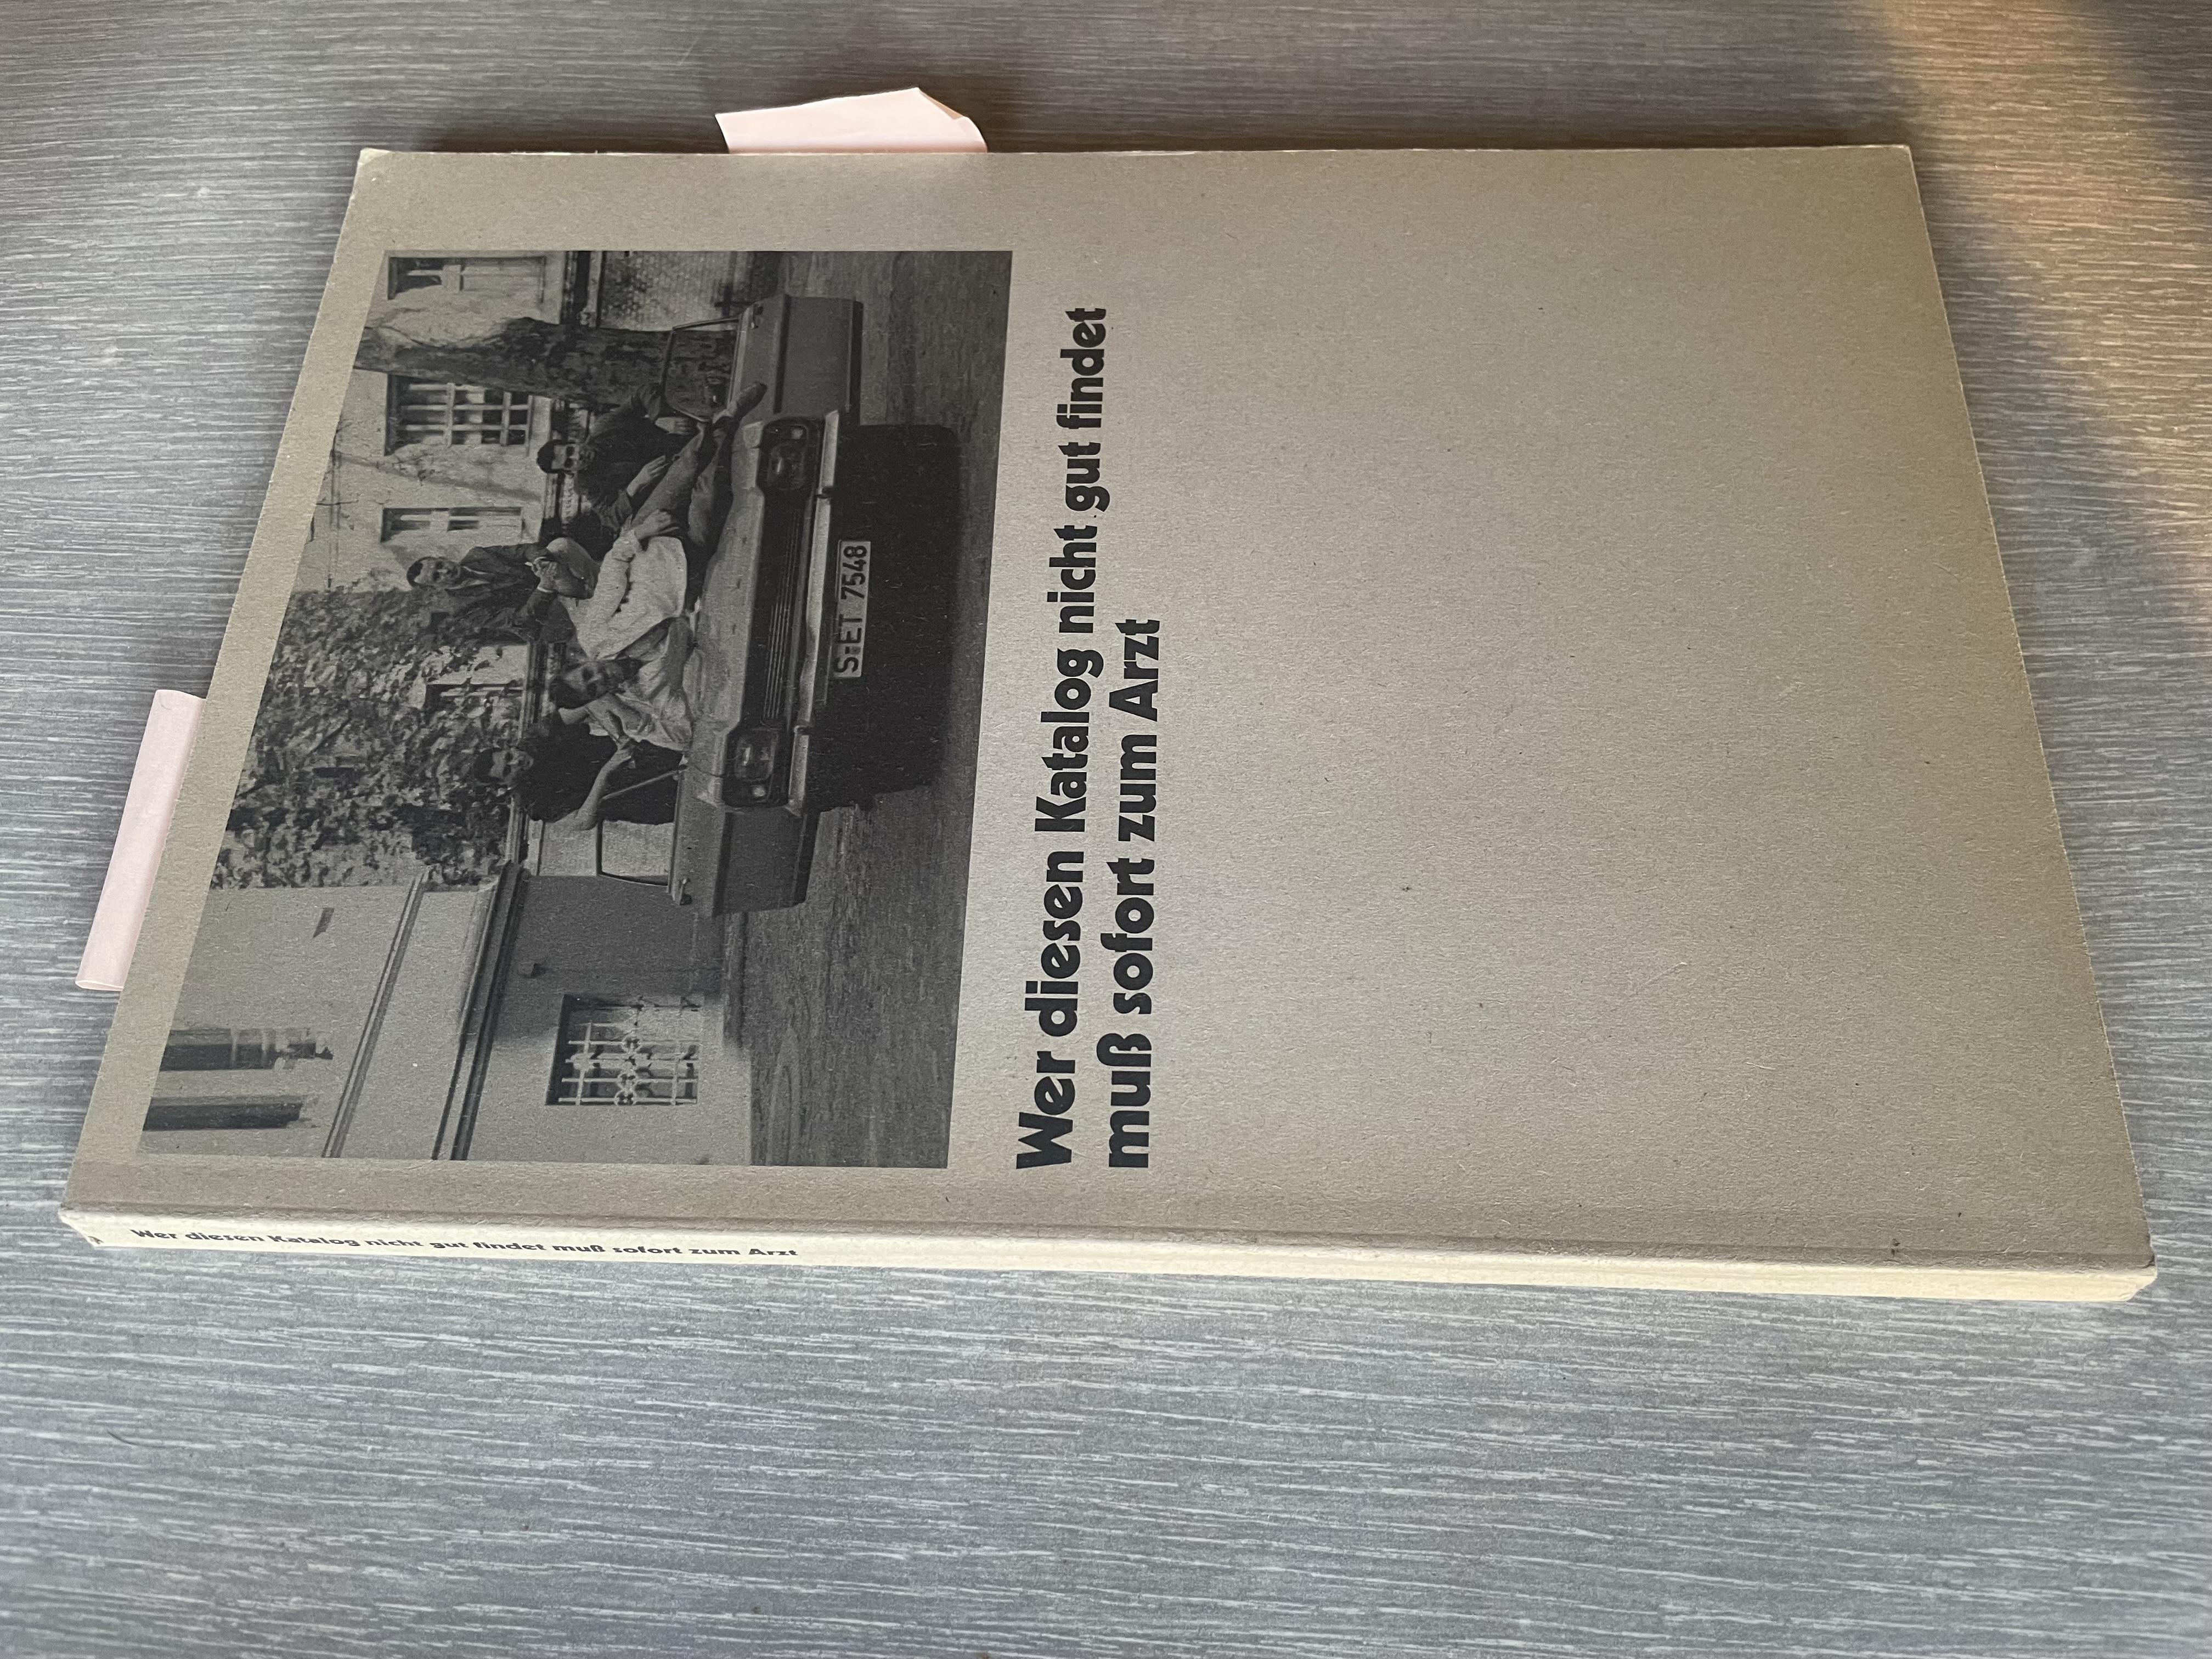 S-ET 7548
Wer diesen Katalog nicht gut findet
muß sofort zum Arzt
Wer diesen Katalog nicht gut findet muß sofort zum Arzt